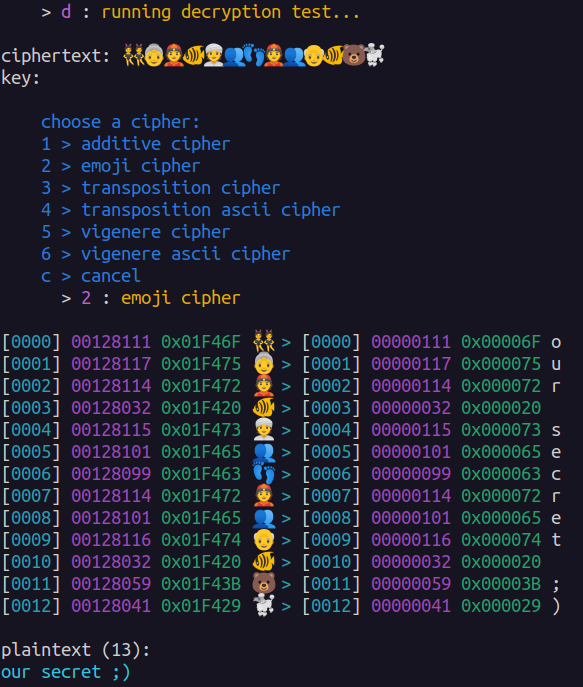 > d : running decryption test...
ciphertext: 👯👵👲🐠👳👥👣👲👥👴🐠🐻🐩
key:
choose a cipher:
1 > additive cipher
2 > emoji cipher
3 > transposition cipher
4 > transposition ascii cipher
5 > vigenere cipher
6 > vigenere ascii cipher
c > cancel
> 2 : emoji cipher
[0000] 00128111 0x01F46F 👯 > [0000] 00000111 0x00006F o
[0001] 00128117 0x01F475 👵 > [0001] 00000117 0x000075 u
[0002] 00128114 0x01F472 👲 > [0002] 00000114 0x000072 r
[0003] 00128032 0x01F420 🐠 > [0003] 00000032 0x000020
[0004] 00128115 0x01F473 👳 > [0004] 00000115 0x000073 s
[0005] 00128101 0x01F465 👥 > [0005] 00000101 0x000065 e
[0006] 00128099 0x01F463 👣 > [0006] 00000099 0x000063 c
[0007] 00128114 0x01F472 👲 > [0007] 00000114 0x000072 r
[0008] 00128101 0x01F465 👥 > [0008] 00000101 0x000065 e
[0009] 00128116 0x01F474 👴 > [0009] 00000116 0x000074 t
[0010] 00128032 0x01F420 🐠 > [0010] 00000032 0x000020
[0011] 00128059 0x01F43B 🐻 > [0011] 00000059 0x00003B ;
[0012] 00128041 0x01F429 🐩 > [0012] 00000041 0x000029 )
plaintext (13):
our secret ;)